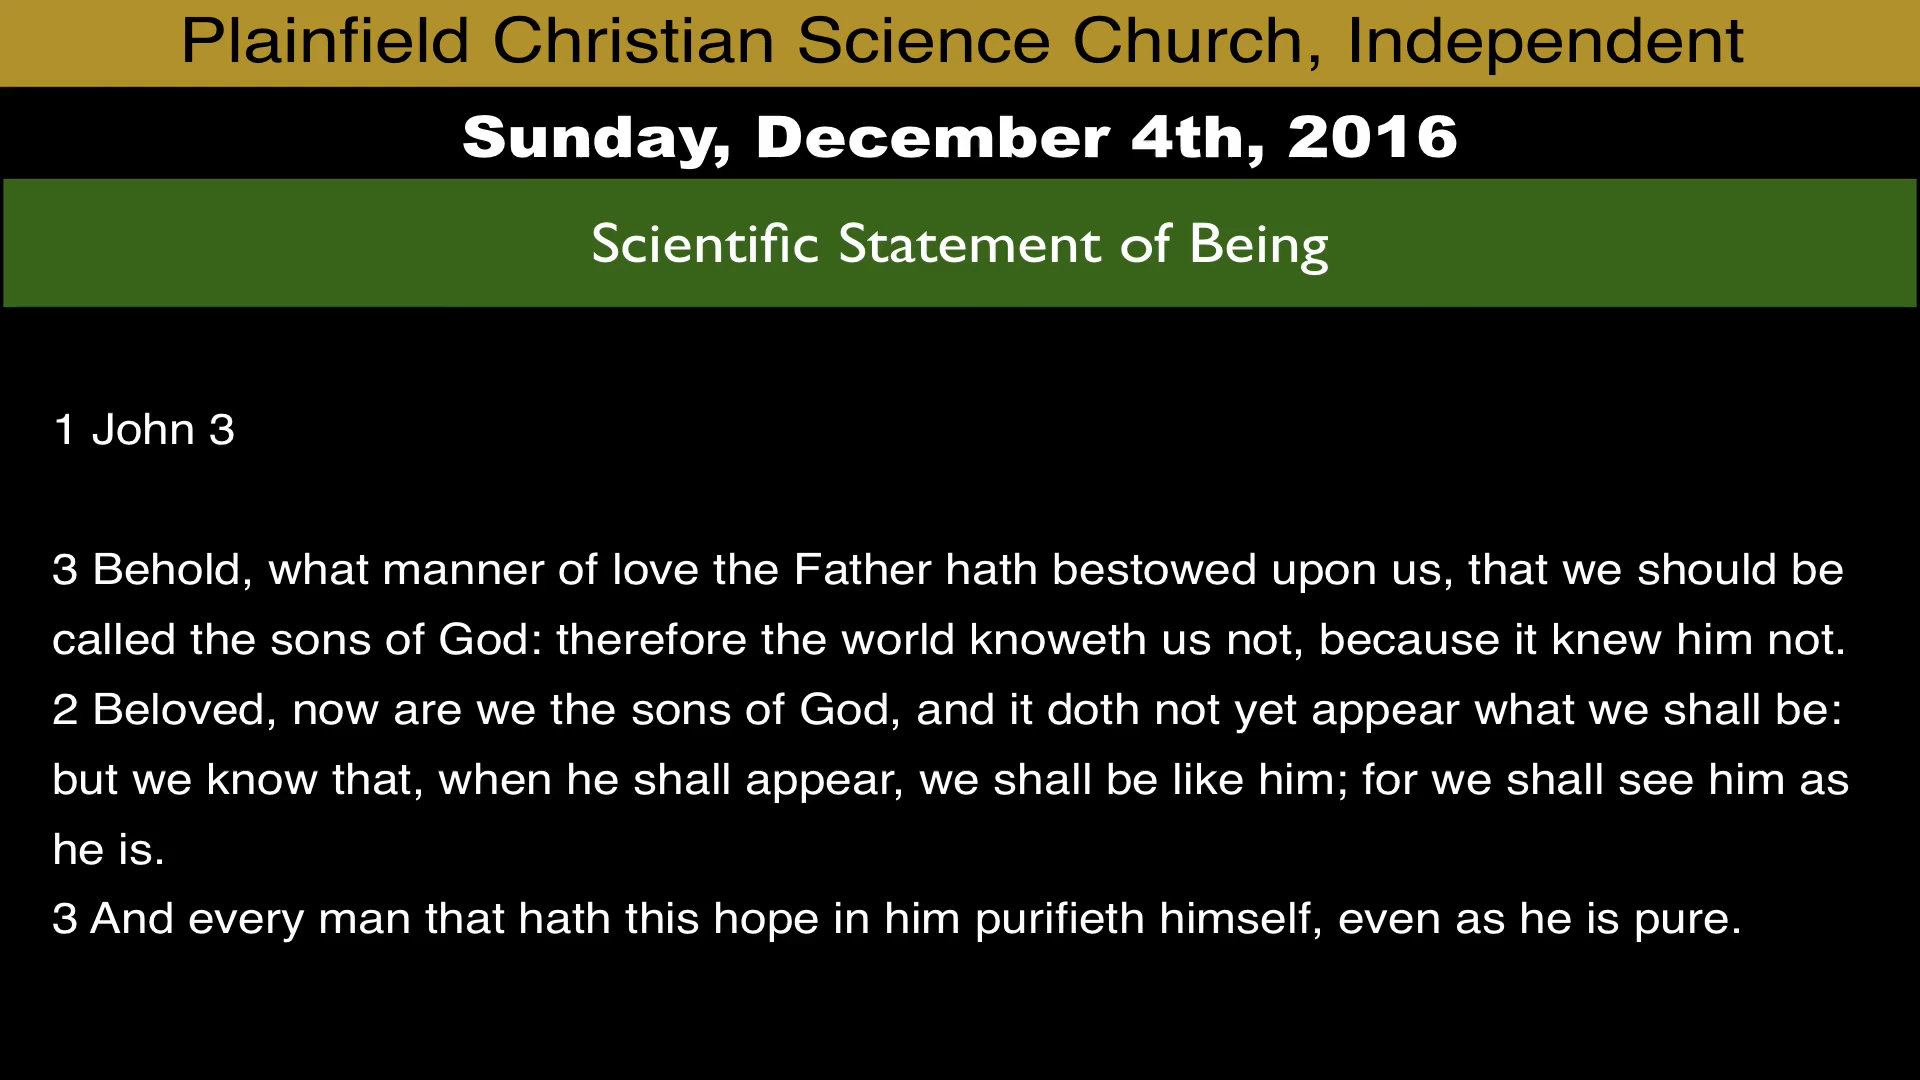 Plainfield Christian Science Church, Independent
Sunday, December 4th, 2016
Scientific Statement of Being
1 John 3
3 Behold, what manner of love the Father hath bestowed upon us, that we should be
called the sons of God: therefore the world knoweth us not, because it knew him not.
2 Beloved, now are we the sons of God, and it doth not yet appear what we shall be:
but we know that, when he shall appear, we shall be like him; for we shall see him as
he is.
3 And every man that hath this hope in him purifieth himself, even as he is pure.